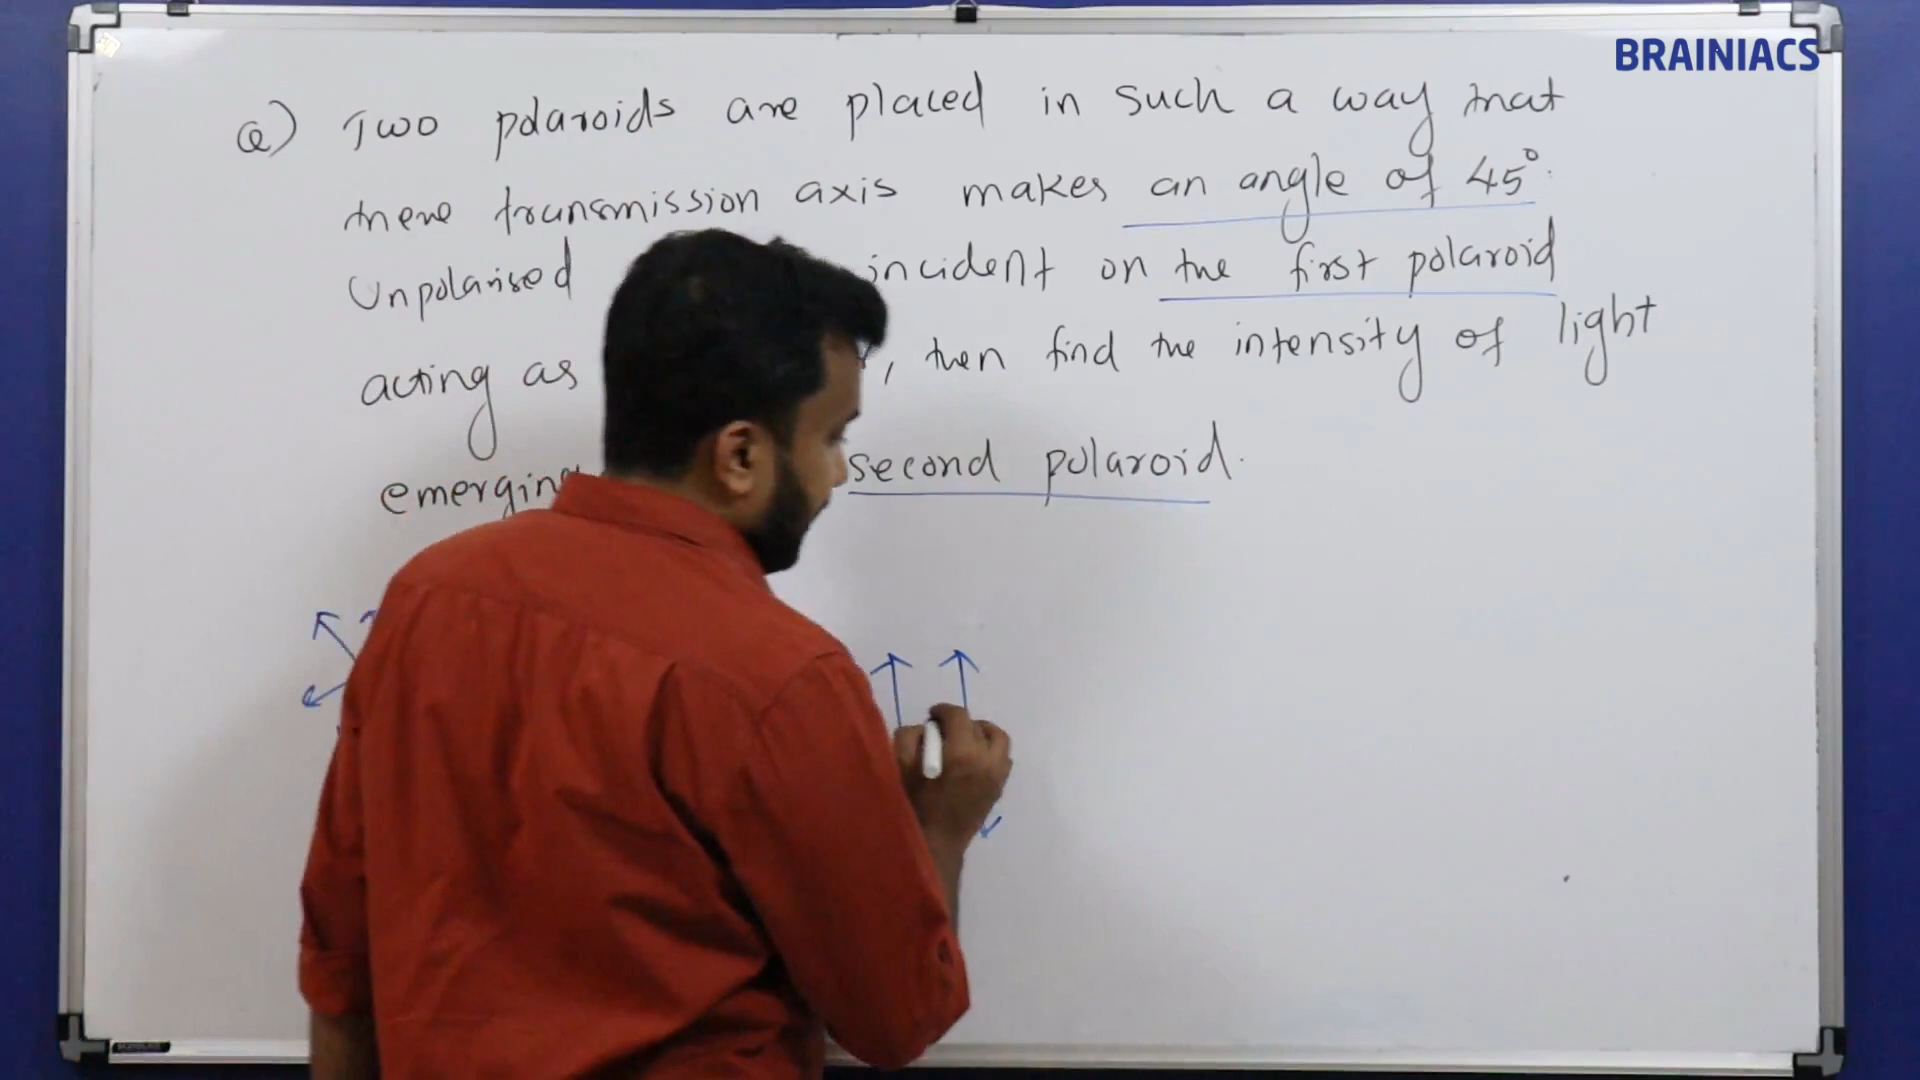 BRAINIACS
Q) Two polaroids are placed in such a way that
there transmission axis makes an angle of 45°.
Unpolarised incident on the first polaroid
acting as , then find the intensity of light
emerging second polaroid.